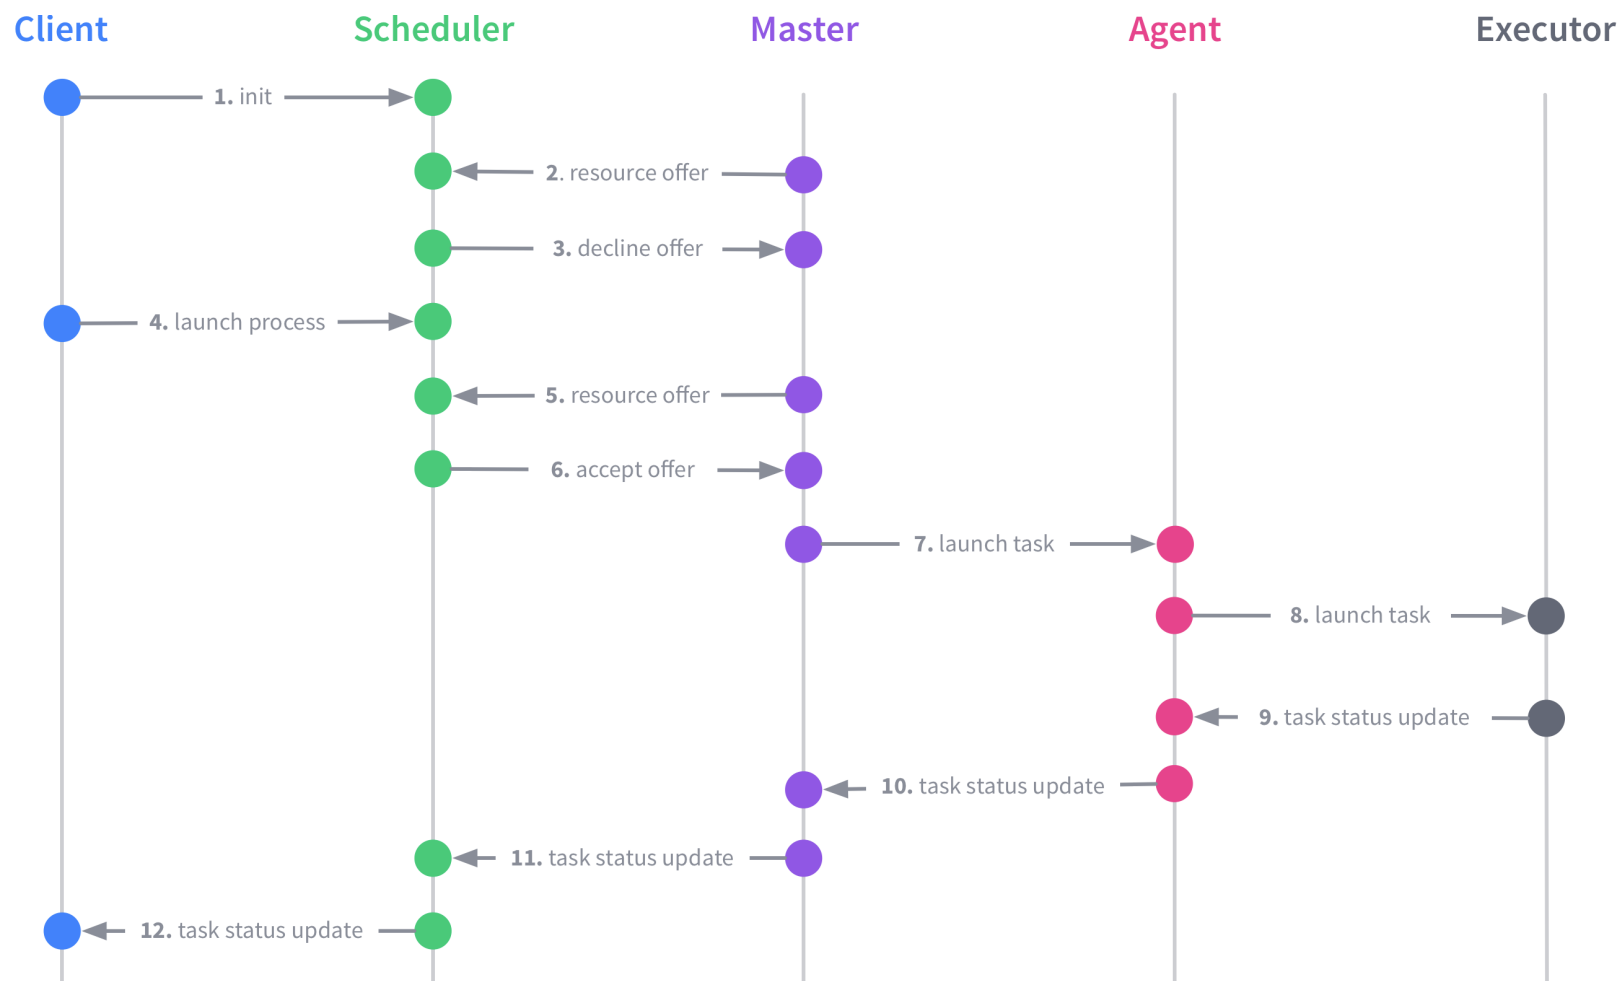 Client Scheduler Master Agent Executor
1. init
2. resource offer
3. decline offer
4. launch process
5. resource offer
6. accept offer
7. launch task
8. launch task
9. task status update
10. task status update
11. task status update
12. task status update